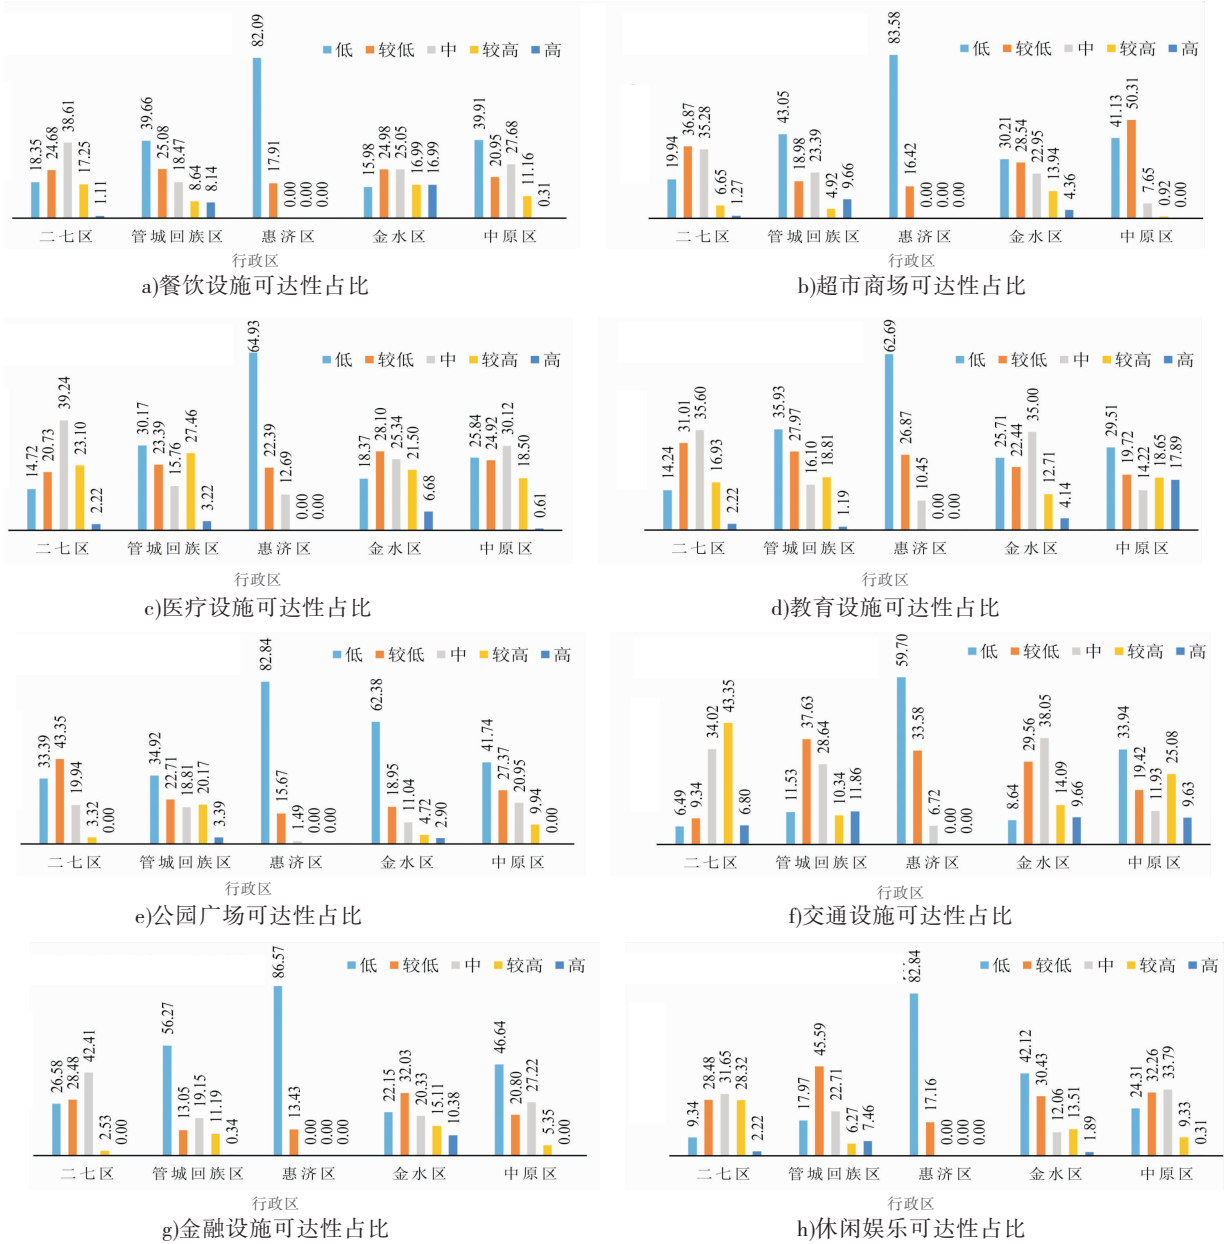 低 较低 中 较高 高
18.35 24.68 38.61 17.25 1.11
39.66 25.08 18.47 8.64 8.14
82.09 17.91 0.00 0.00 0.00
15.98 24.98 25.05 16.99 16.99
39.91 20.95 27.68 11.16 0.31
二七区 管城回族区 惠济区 金水区 中原区
行政区
a)餐饮设施可达性占比
低 较低 中 较高 高
19.94 36.87 35.28 6.65 1.27
43.05 18.98 23.39 4.92 9.66
83.58 16.42 0.00 0.00 0.00
30.21 28.54 22.95 13.94 4.36
41.13 50.31 7.65 0.92 0.00
二七区 管城回族区 惠济区 金水区 中原区
行政区
b)超市商场可达性占比
低 较低 中 较高 高
14.72 20.73 39.24 23.10 2.22
30.17 23.39 15.76 27.46 3.22
64.93 22.39 12.69 0.00 0.00
18.37 28.10 25.34 21.50 6.68
25.84 24.92 30.12 18.50 0.61
二七区 管城回族区 惠济区 金水区 中原区
行政区
c)医疗设施可达性占比
低 较低 中 较高 高
14.24 31.01 35.60 16.93 2.22
35.93 27.97 16.10 18.81 1.19
62.69 26.87 10.45 0.00 0.00
25.71 22.44 35.00 12.71 4.14
29.51 19.72 14.22 18.65 17.89
二七区 管城回族区 惠济区 金水区 中原区
行政区
d)教育设施可达性占比
低 较低 中 较高 高
33.39 43.35 19.94 3.32 0.00
34.92 22.71 18.81 20.17 3.39
82.84 15.67 1.49 0.00 0.00
62.38 18.95 11.04 4.72 2.90
41.74 27.37 20.95 9.94 0.00
二七区 管城回族区 惠济区 金水区 中原区
行政区
e)公园广场可达性占比
低 较低 中 较高 高
6.49 9.34 34.02 43.35 6.80
11.53 37.63 28.64 10.34 11.86
59.70 33.58 6.72 0.00 0.00
8.64 29.56 38.05 14.09 9.66
33.94 19.42 11.93 25.08 9.63
二七区 管城回族区 惠济区 金水区 中原区
行政区
f)交通设施可达性占比
低 较低 中 较高 高
26.58 28.48 42.41 2.53 0.00
56.27 13.05 19.15 11.19 0.34
86.57 13.43 0.00 0.00 0.00
22.15 32.03 20.33 15.11 10.38
46.64 20.80 27.22 5.35 0.00
二七区 管城回族区 惠济区 金水区 中原区
行政区
g)金融设施可达性占比
低 较低 中 较高 高
9.34 28.48 31.65 28.32 2.22
17.97 45.59 22.71 6.27 7.46
82.84 17.16 0.00 0.00 0.00
42.12 30.43 12.06 13.51 1.89
24.31 32.26 33.79 9.33 0.31
二七区 管城回族区 惠济区 金水区 中原区
行政区
h)休闲娱乐可达性占比